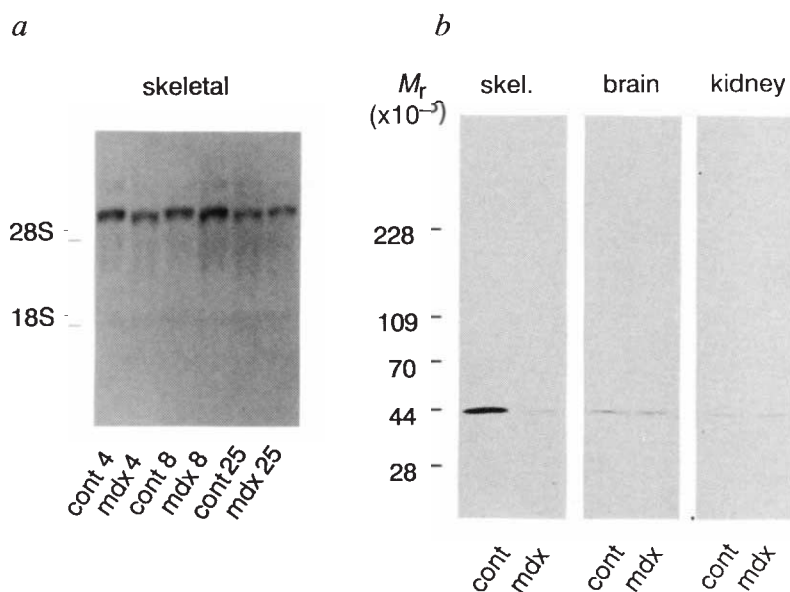 a
skeletal
28S
18S
cont 4
mdx 4
cont 8
mdx 8
cont 25
mdx 25
b
Mr
(x10⁻³)
skel.
brain
kidney
228
109
70
44
28
cont
mdx
cont
mdx
cont
mdx